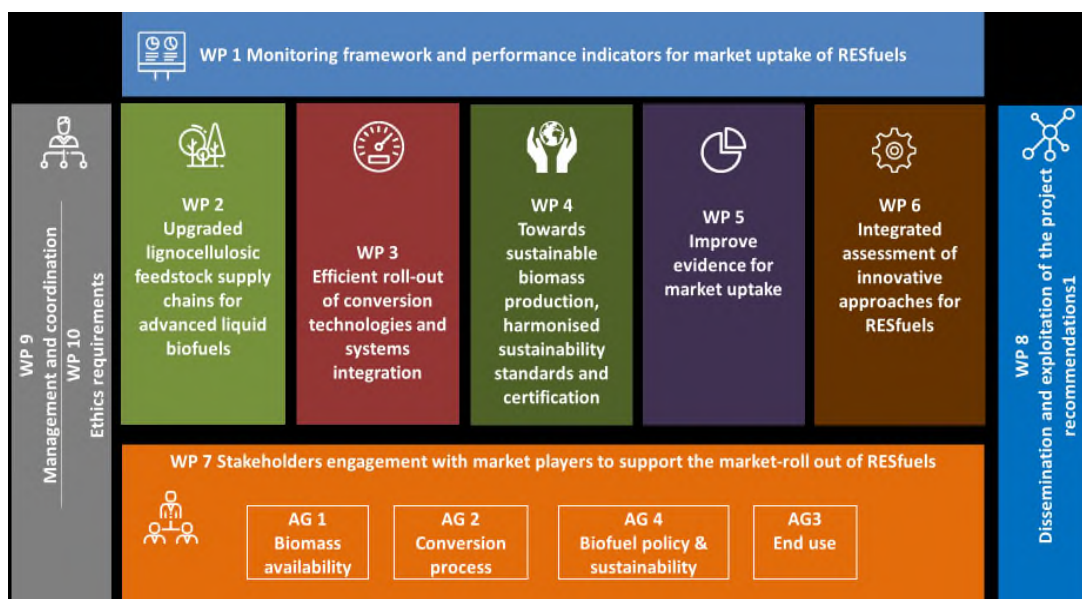 WP 1 Monitoring framework and performance indicators for market uptake of RESfuels
WP 9
Management and coordination
WP 10
Ethics requirements
WP 2
Upgraded
lignocellulosic
feedstock supply
chains for
advanced liquid
biofuels
WP 3
Efficient roll-out
of conversion
technologies and
systems
integration
WP 4
Towards
sustainable
biomass
production,
harmonised
sustainability
standards and
certification
WP 5
Improve
evidence for
market uptake
WP 6
Integrated
assessment of
innovative
approaches for
RESfuels
WP 8
Dissemination and exploitation of the project
recommendations1
WP 7 Stakeholders engagement with market players to support the market-roll out of RESfuels
AG 1
Biomass
availability
AG 2
Conversion
process
AG 4
Biofuel policy &
sustainability
AG3
End use